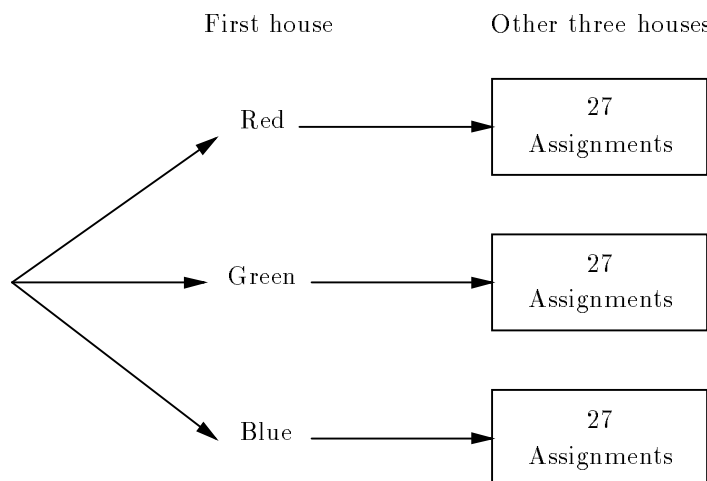 First house
Other three houses
Red
27
Assignments
Green
27
Assignments
Blue
27
Assignments